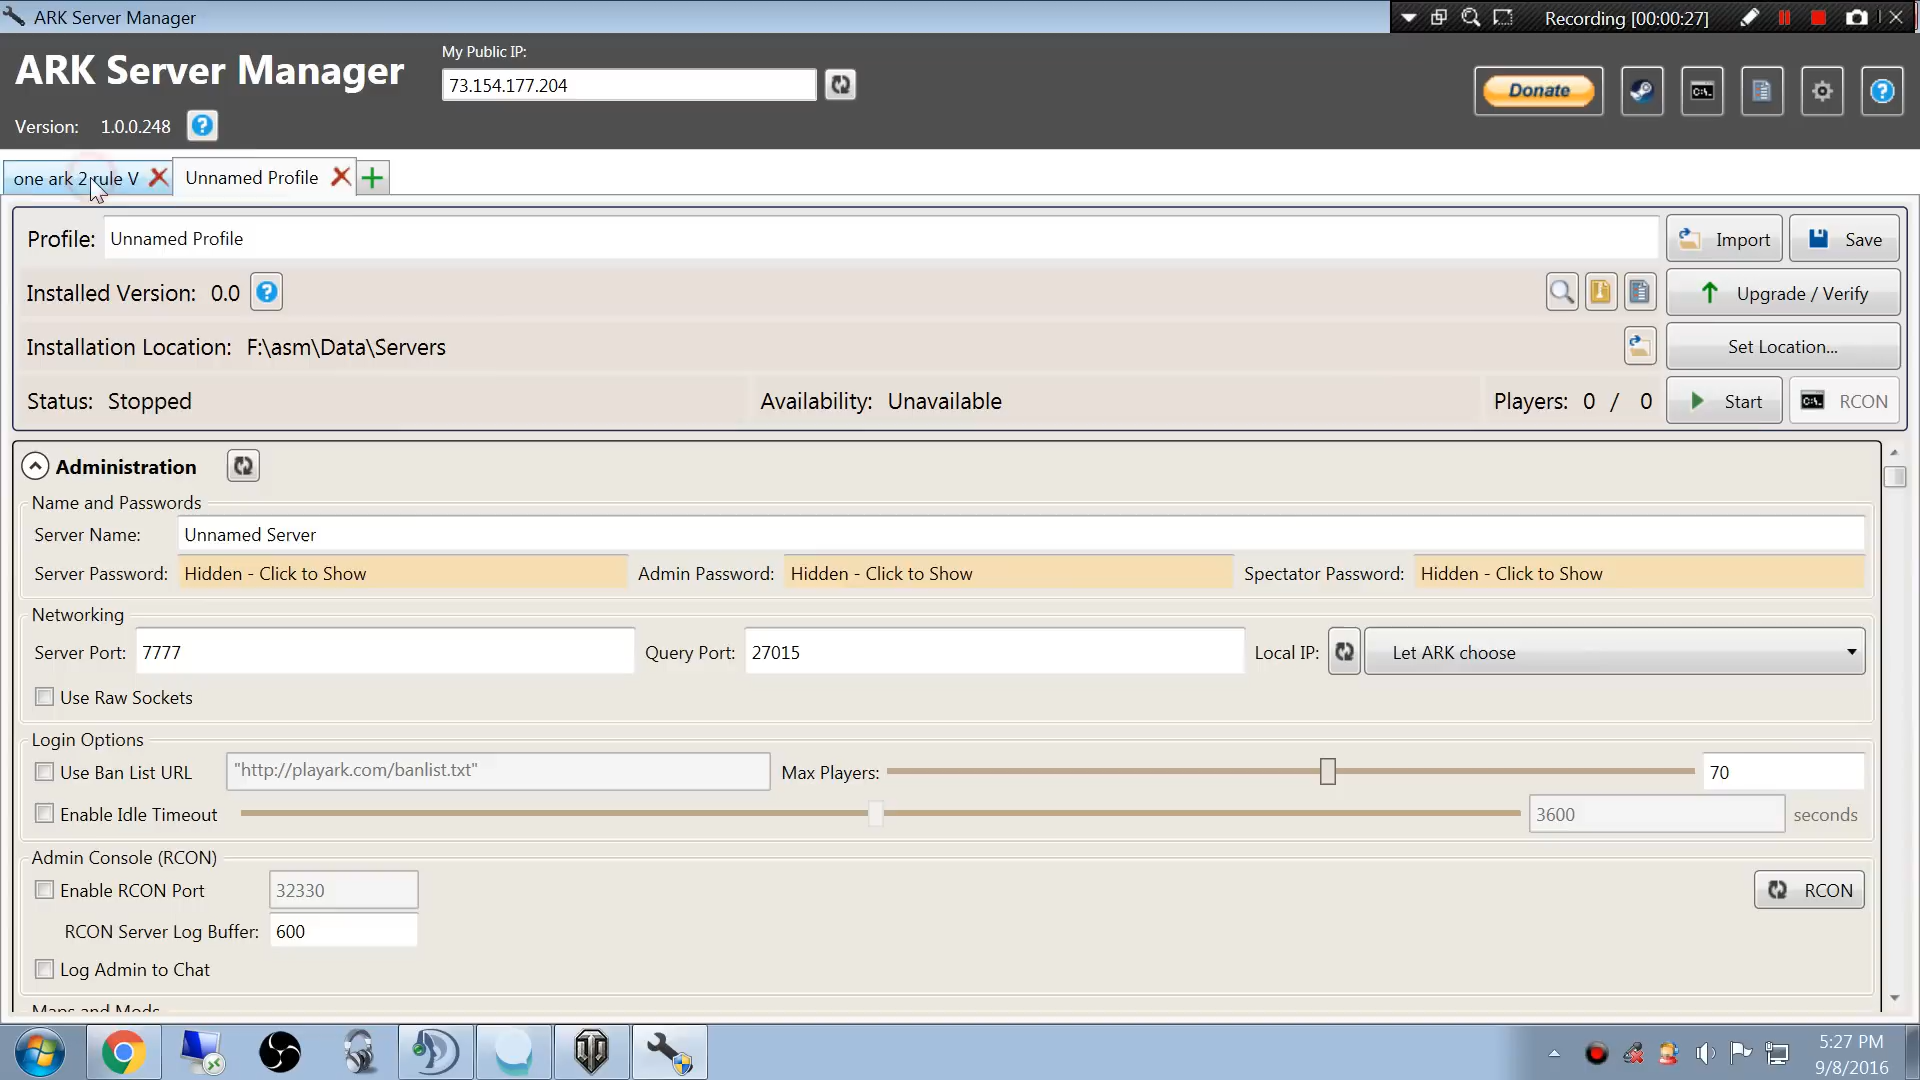 ARK Server Manager
Recording [00:00:27]
ARK Server Manager
My Public IP:
73.154.177.204
Donate
Version: 1.0.0.248
one ark 2 rule V
Unnamed Profile
Profile: Unnamed Profile
Import
Save
Installed Version: 0.0
Upgrade / Verify
Installation Location: F:\asm\Data\Servers
Set Location...
Status: Stopped
Availability: Unavailable
Players: 0 / 0
Start
RCON
Administration
Name and Passwords
Server Name: Unnamed Server
Server Password: Hidden - Click to Show
Admin Password: Hidden - Click to Show
Spectator Password: Hidden - Click to Show
Networking
Server Port: 7777
Query Port: 27015
Local IP: Let ARK choose
Use Raw Sockets
Login Options
Use Ban List URL
"http://playark.com/banlist.txt"
Max Players: 70
Enable Idle Timeout
3600 seconds
Admin Console (RCON)
Enable RCON Port
32330
RCON
RCON Server Log Buffer: 600
Log Admin to Chat
Maps and Mods
5:27 PM
9/8/2016